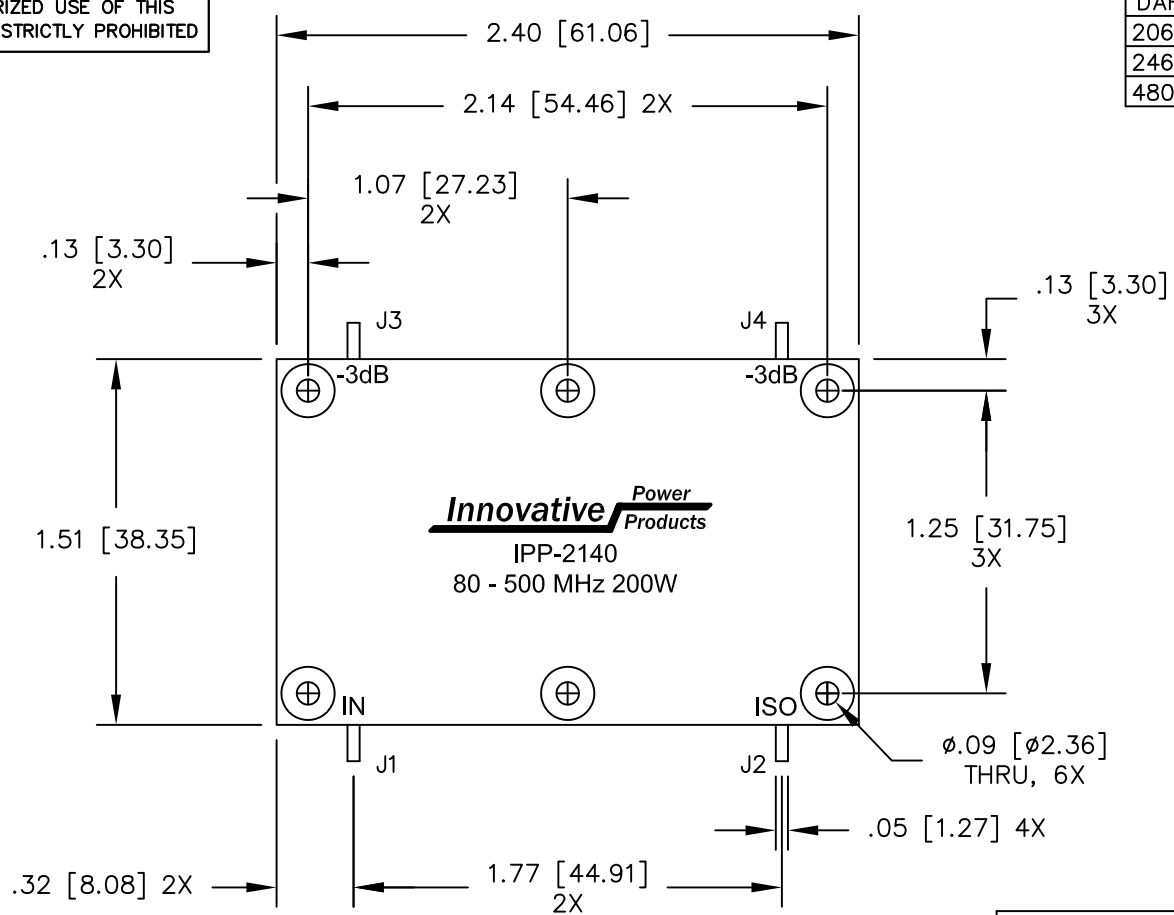 RIZED USE OF THIS
STRICTLY PROHIBITED
206
246
480
2.40 [61.06]
2.14 [54.46] 2X
1.07 [27.23]
2X
.13 [3.30]
2X
.13 [3.30]
3X
J3
J4
-3dB
-3dB
1.51 [38.35]
Innovative Power
Products
IPP-2140
80 - 500 MHz 200W
1.25 [31.75]
3X
IN
ISO
J1
J2
ø.09 [ø2.36]
THRU, 6X
.05 [1.27] 4X
.32 [8.08] 2X
1.77 [44.91]
2X